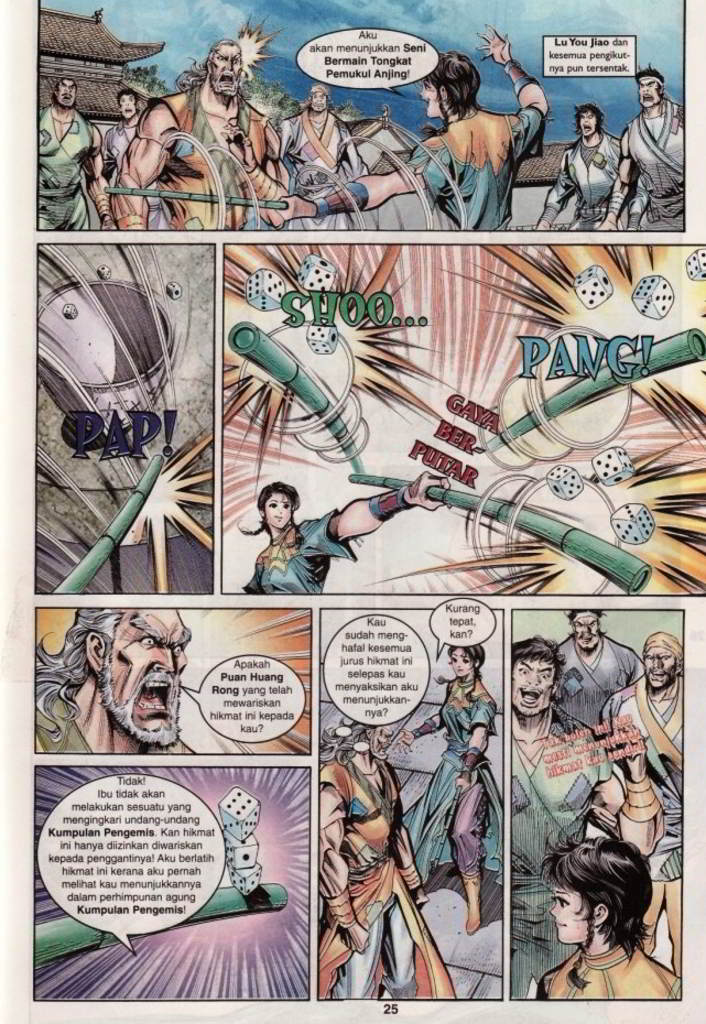 Aku
akan menunjukkan Seni
Bermain Tongkat
Pemukul Anjing!
Lu You Jiao dan
kesemua pengikut-
nya pun tersentak.
PAP!
SHOO...
PANG!
GAYA
BER-
PUTAR
Apakah
Puan Huang
Rong yang telah
mewariskan
hikmat ini kepada
kau?
Tidak!
Ibu tidak akan
melakukan sesuatu yang
mengingkari undang-undang
Kumpulan Pengemis. Kan hikmat
ini hanya diizinkan diwariskan
kepada penggantinya! Aku berlatih
hikmat ini kerana aku pernah
melihat kau menunjukkannya
dalam perhimpunan agung
Kumpulan Pengemis!
Kau
sudah meng-
hafal kesemua
jurus hikmat ini
selepas kau
menyaksikan aku
menunjukkan-
nya?
Kurang
tepat,
kan?
hikmat
25